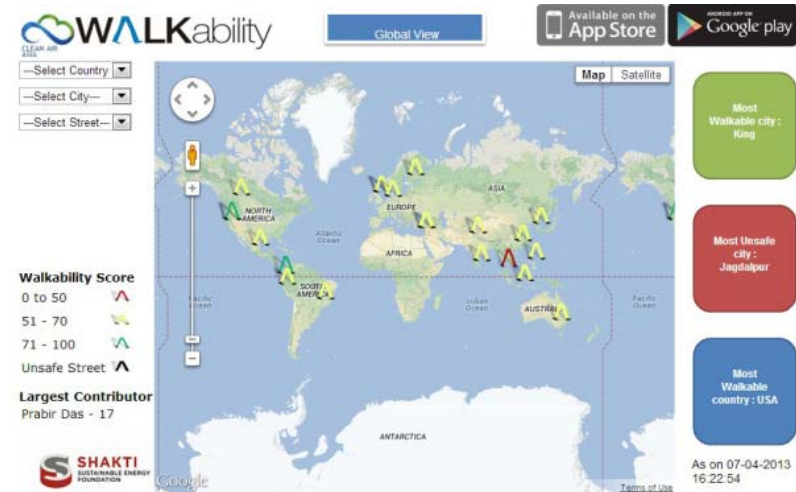 WALKability
CLEAN AIR
ASIA
Global View
Available on the
App Store
ANDROID APP ON
Google play
---Select Country
---Select City---
---Select Street---
Map
Satellite
NORTH
AMERICA
Atlantic
Ocean
EUROPE
ASIA
AFRICA
SOUTH
AMERICA
Pacific
Ocean
Indian
Ocean
AUSTRAL
Pacific
Ocean
ANTARCTICA
Google
Terms of Use
Walkability Score
0 to 50
51 - 70
71 - 100
Unsafe Street
Largest Contributor
Prabir Das - 17
SHAKTI
SUSTAINABLE ENERGY
FOUNDATION
Most
Walkable city :
King
Most Unsafe
city :
Jagdalpur
Most
Walkable
country : USA
As on 07-04-2013
16:22:54